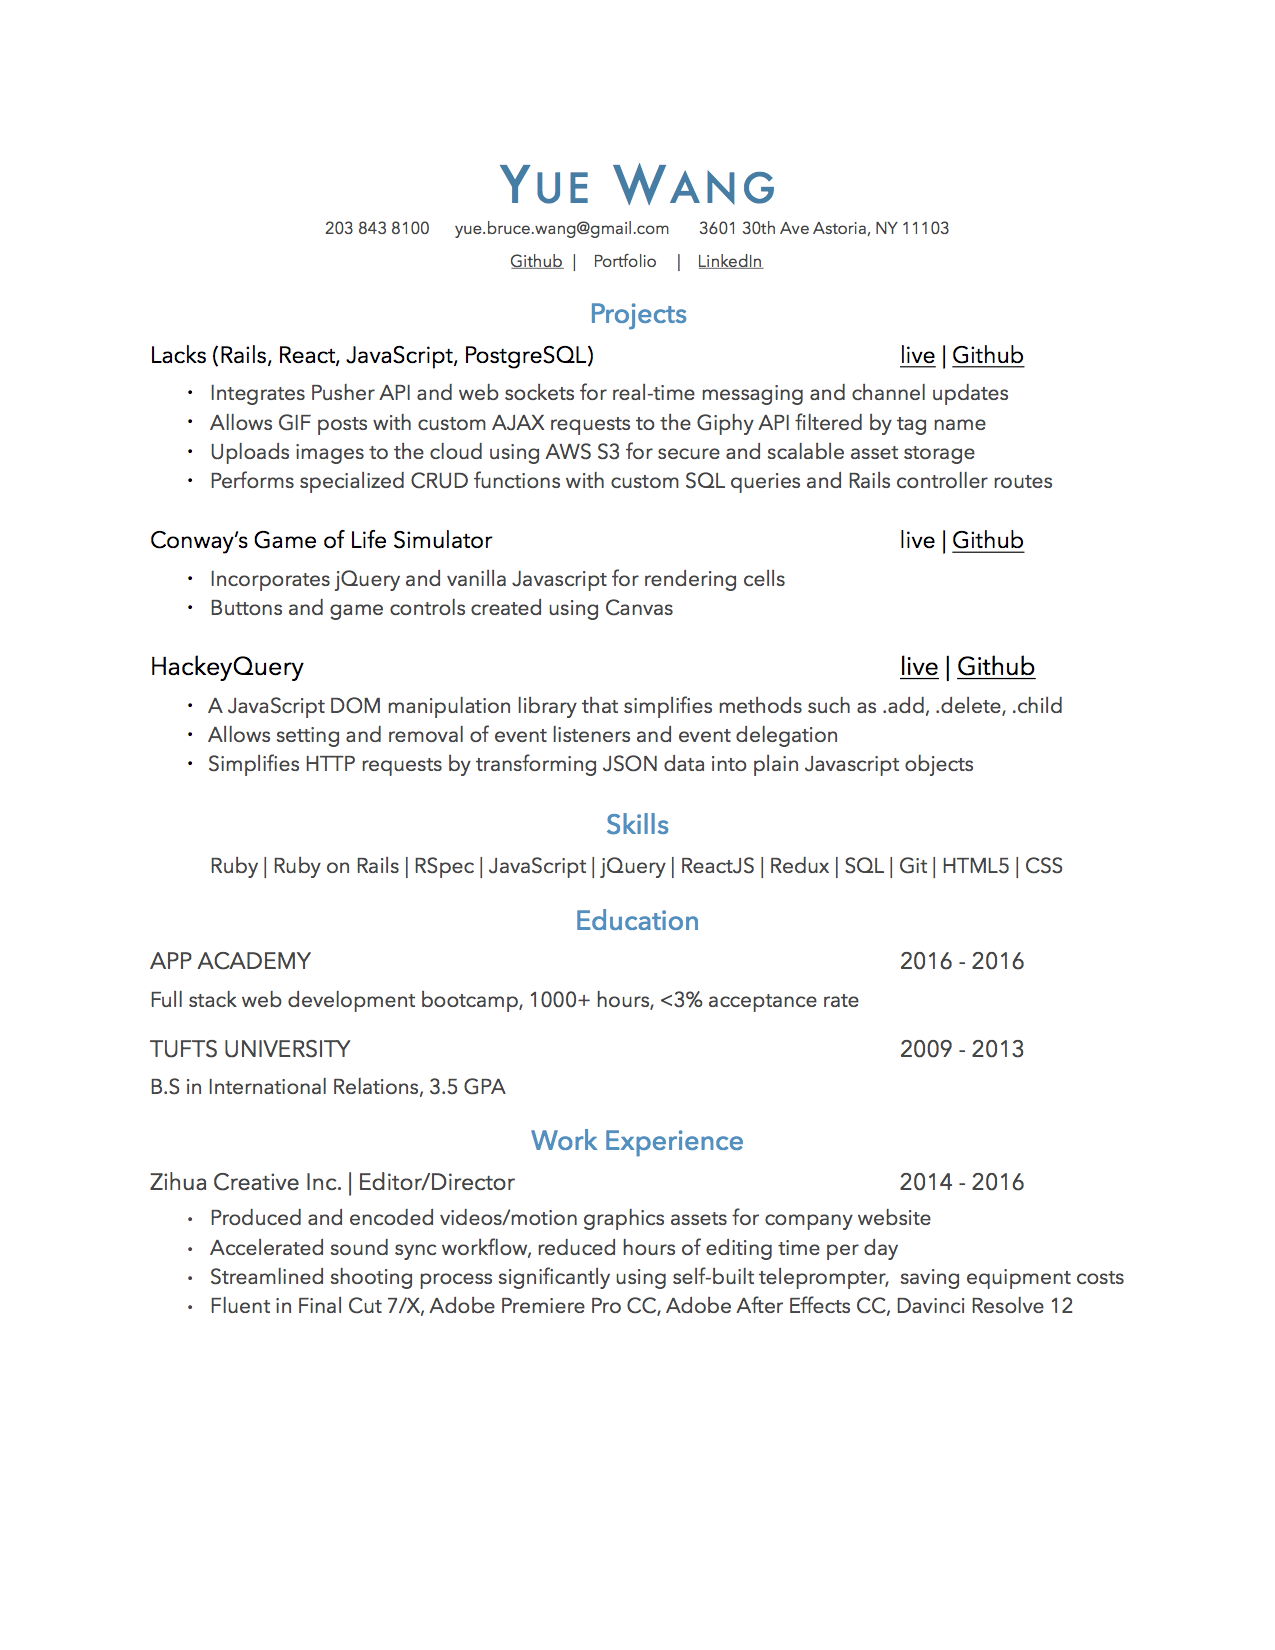 Yue Wang
203 843 8100 yue.bruce.wang@gmail.com 3601 30th Ave Astoria, NY 11103
Github | Portfolio | LinkedIn
Projects
Lacks (Rails, React, JavaScript, PostgreSQL) live | Github
• Integrates Pusher API and web sockets for real-time messaging and channel updates
• Allows GIF posts with custom AJAX requests to the Giphy API filtered by tag name
• Uploads images to the cloud using AWS S3 for secure and scalable asset storage
• Performs specialized CRUD functions with custom SQL queries and Rails controller routes
Conway’s Game of Life Simulator live | Github
• Incorporates jQuery and vanilla Javascript for rendering cells
• Buttons and game controls created using Canvas
HackeyQuery live | Github
• A JavaScript DOM manipulation library that simplifies methods such as .add, .delete, .child
• Allows setting and removal of event listeners and event delegation
• Simplifies HTTP requests by transforming JSON data into plain Javascript objects
Skills
Ruby | Ruby on Rails | RSpec | JavaScript | jQuery | ReactJS | Redux | SQL | Git | HTML5 | CSS
Education
APP ACADEMY 2016 - 2016
Full stack web development bootcamp, 1000+ hours, <3% acceptance rate
TUFTS UNIVERSITY 2009 - 2013
B.S in International Relations, 3.5 GPA
Work Experience
Zihua Creative Inc. | Editor/Director 2014 - 2016
• Produced and encoded videos/motion graphics assets for company website
• Accelerated sound sync workflow, reduced hours of editing time per day
• Streamlined shooting process significantly using self-built teleprompter, saving equipment costs
• Fluent in Final Cut 7/X, Adobe Premiere Pro CC, Adobe After Effects CC, Davinci Resolve 12